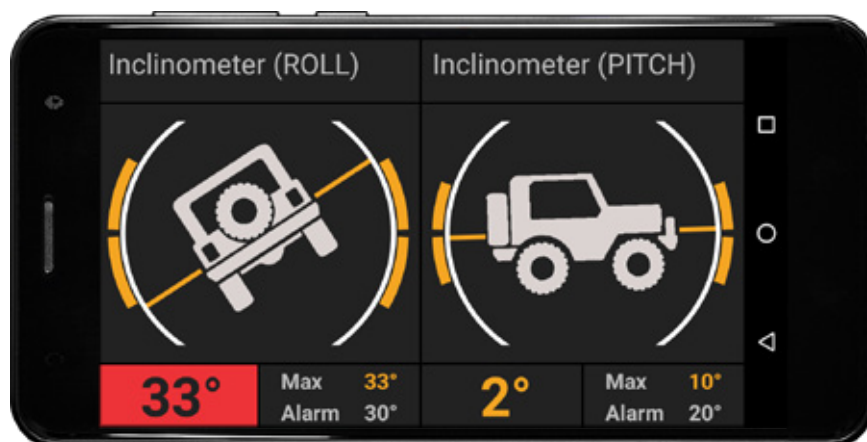 Inclinometer (ROLL)
Inclinometer (PITCH)
33°
Max 33°
Alarm 30°
2°
Max 10°
Alarm 20°